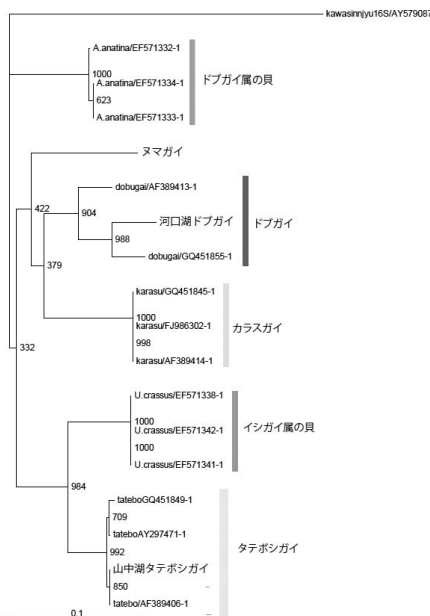 kawasinnjyu16S/AY579087
A.anatina/EF571332-1
1000
A.anatina/EF571334-1
623
A.anatina/EF571333-1
ドブガイ属の貝
ヌマガイ
422
dobugai/AF389413-1
904
河口湖ドブガイ
ドブガイ
988
dobugai/GQ451855-1
379
karasu/GQ451845-1
1000
karasu/FJ986302-1
カラスガイ
998
karasu/AF389414-1
332
U.crassus/EF571338-1
1000
U.crassus/EF571342-1
イシガイ属の貝
1000
U.crassus/EF571341-1
984
tateboGQ451849-1
709
tateboAY297471-1
タテボシガイ
992
山中湖タテボシガイ
850
tatebo/AF389406-1
0.1